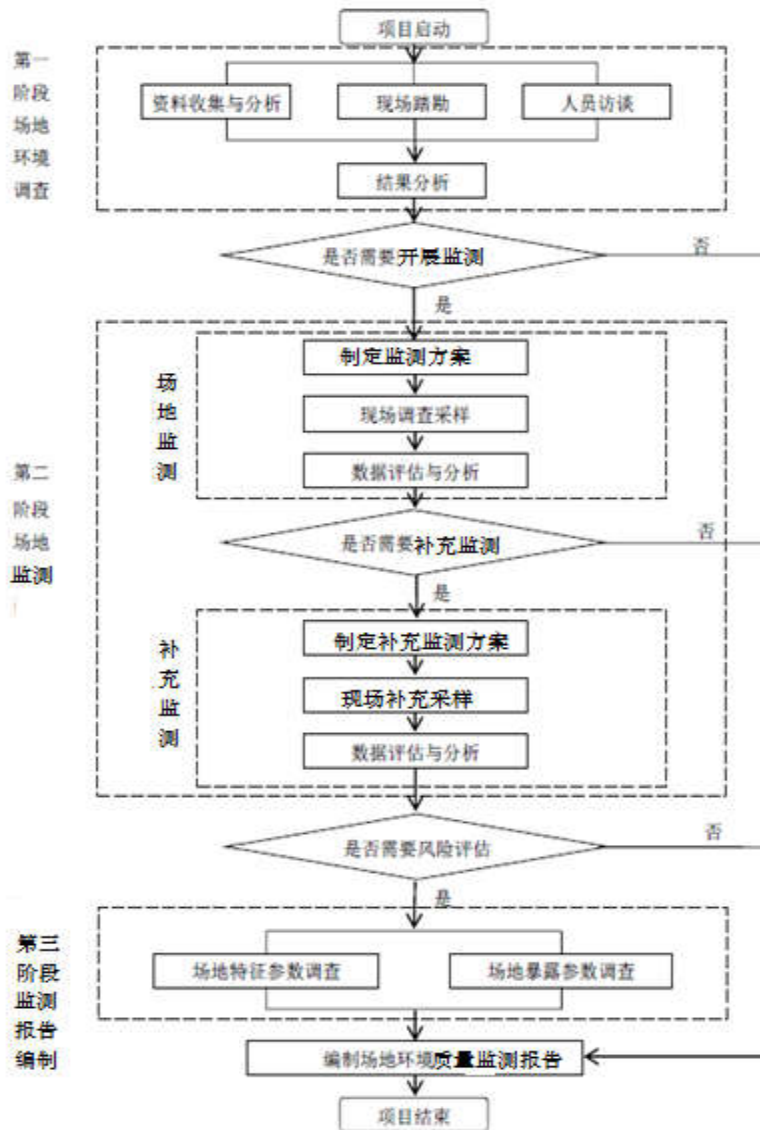 项目启动
第一
阶段
场地
环境
调查
资料收集与分析
现场踏勘
人员访谈
结果分析
是否需要开展监测
否
是
第二
阶段
场地
监测
场
地
监
测
制定监测方案
现场调查采样
数据评估与分析
是否需要补充监测
否
是
补
充
监
测
制定补充监测方案
现场补充采样
数据评估与分析
是否需要风险评估
否
是
第三
阶段
监测
报告
编制
场地特征参数调查
场地暴露参数调查
编制场地环境质量监测报告
项目结束